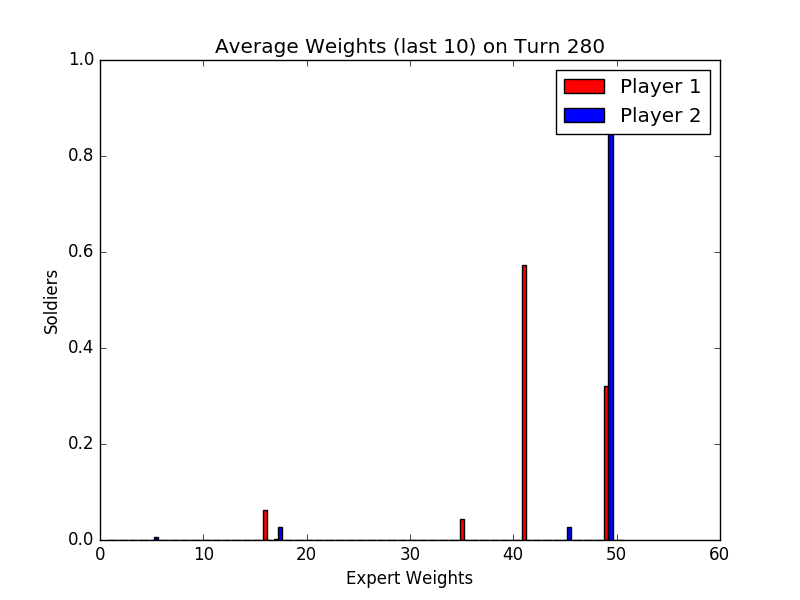 Average Weights (last 10) on Turn 280
1.0
Player 1
Player 2
0.8
0.6
Soldiers
0.4
0.2
0.0
0 10 20 30 40 50 60
Expert Weights